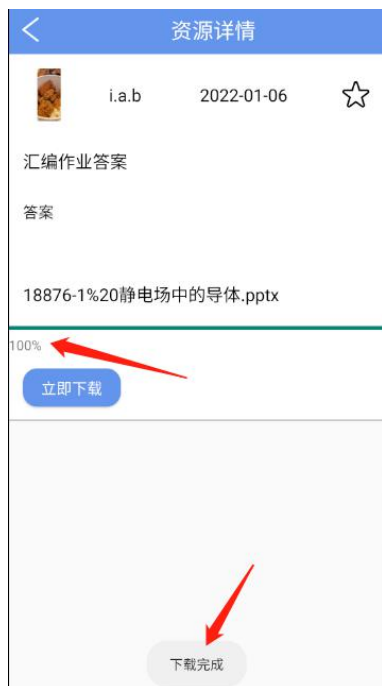 资源详情
i.a.b 2022-01-06
汇编作业答案
答案
18876-1%20静电场中的导体.pptx
100%
立即下载
下载完成